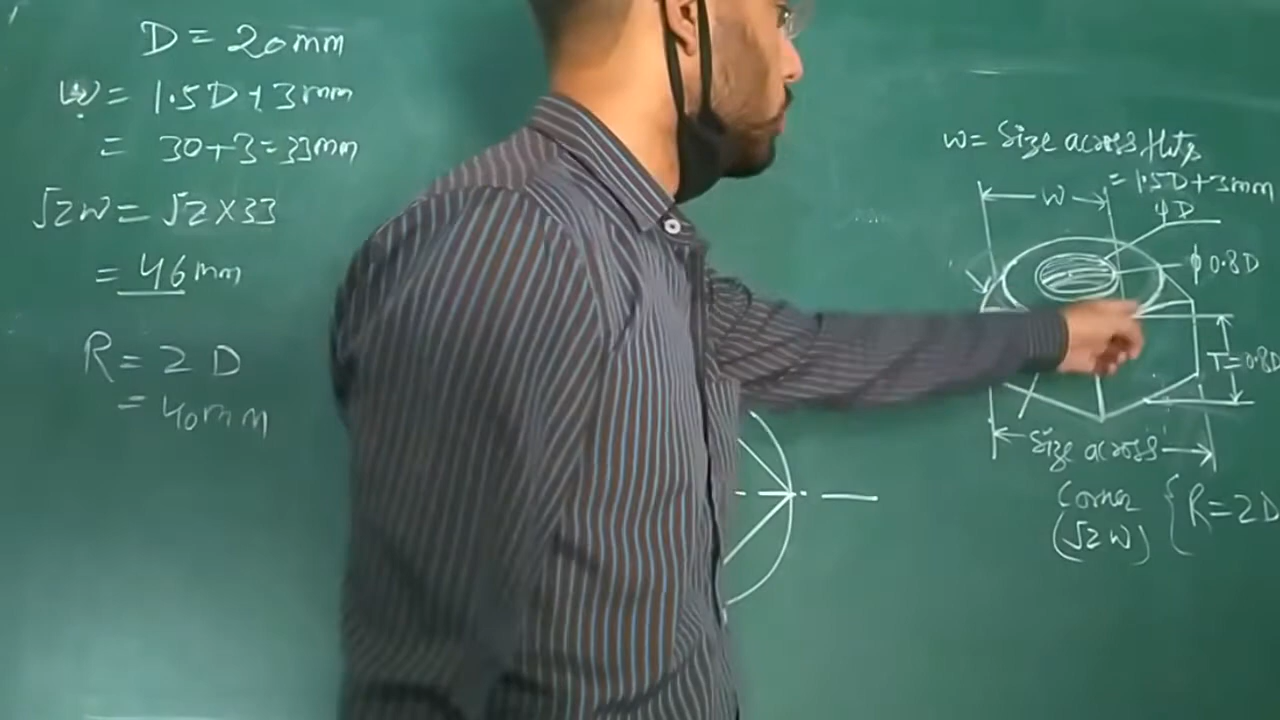 D = 20mm
W = 1.5D+3mm
= 30+3=33mm
√2W = √2×33
= 46mm
R = 2D
= 40mm
W= Size across flats
= 1.5D+3mm
W
φD
φ0.8D
T=0.8D
Size across
Corner
(√2W)
{ R=2D